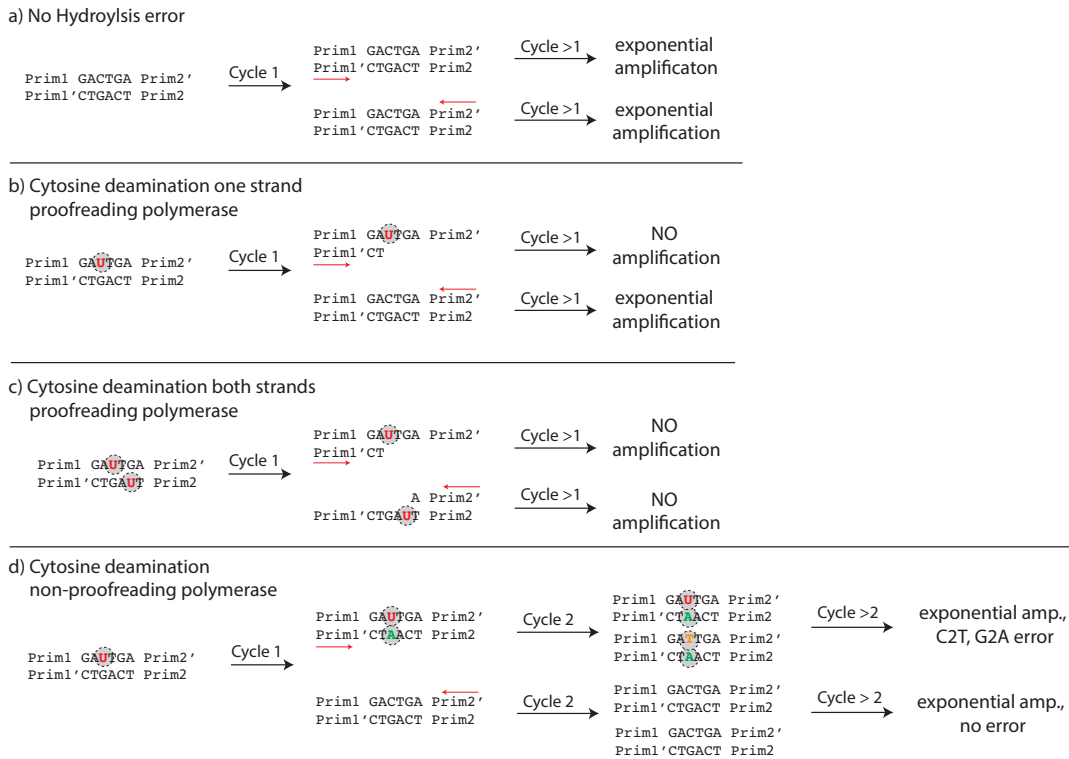 a) No Hydroylsis error
Prim1 GACTGA Prim2'
Prim1'CTGACT Prim2
Cycle 1
Prim1 GACTGA Prim2'
Prim1'CTGACT Prim2
Cycle >1
exponential
amplificaton
Prim1 GACTGA Prim2'
Prim1'CTGACT Prim2
Cycle >1
exponential
amplification
b) Cytosine deamination one strand
proofreading polymerase
Prim1 GAUTGA Prim2'
Prim1'CTGACT Prim2
Cycle 1
Prim1 GAUTGA Prim2'
Prim1'CT
Cycle >1
NO
amplification
Prim1 GACTGA Prim2'
Prim1'CTGACT Prim2
Cycle >1
exponential
amplification
c) Cytosine deamination both strands
proofreading polymerase
Prim1 GAUTGA Prim2'
Prim1'CTGAUT Prim2
Cycle 1
Prim1 GAUTGA Prim2'
Prim1'CT
Cycle >1
NO
amplification
A Prim2'
Prim1'CTGAUT Prim2
Cycle >1
NO
amplification
d) Cytosine deamination
non-proofreading polymerase
Prim1 GAUTGA Prim2'
Prim1'CTGACT Prim2
Cycle 1
Prim1 GAUTGA Prim2'
Prim1'CTAACT Prim2
Cycle 2
Prim1 GAUTGA Prim2'
Prim1'CTAACT Prim2
Prim1 GATTGA Prim2'
Prim1'CTAACT Prim2
Cycle >2
exponential amp.,
C2T, G2A error
Prim1 GACTGA Prim2'
Prim1'CTGACT Prim2
Cycle 2
Prim1 GACTGA Prim2'
Prim1'CTGACT Prim2
Prim1 GACTGA Prim2'
Prim1'CTGACT Prim2
Cycle > 2
exponential amp.,
no error